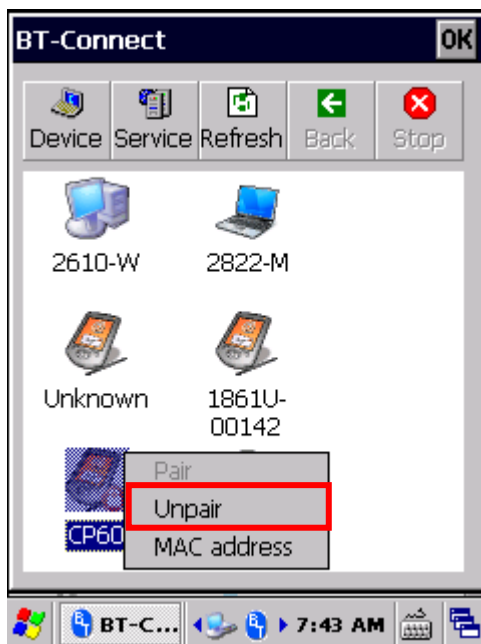 BT-Connect OK
Device Service Refresh Back Stop
2610-W 2822-M
Unknown 1861U-
00142
Pair
Unpair
CP60
MAC address
BT-C... 7:43 AM